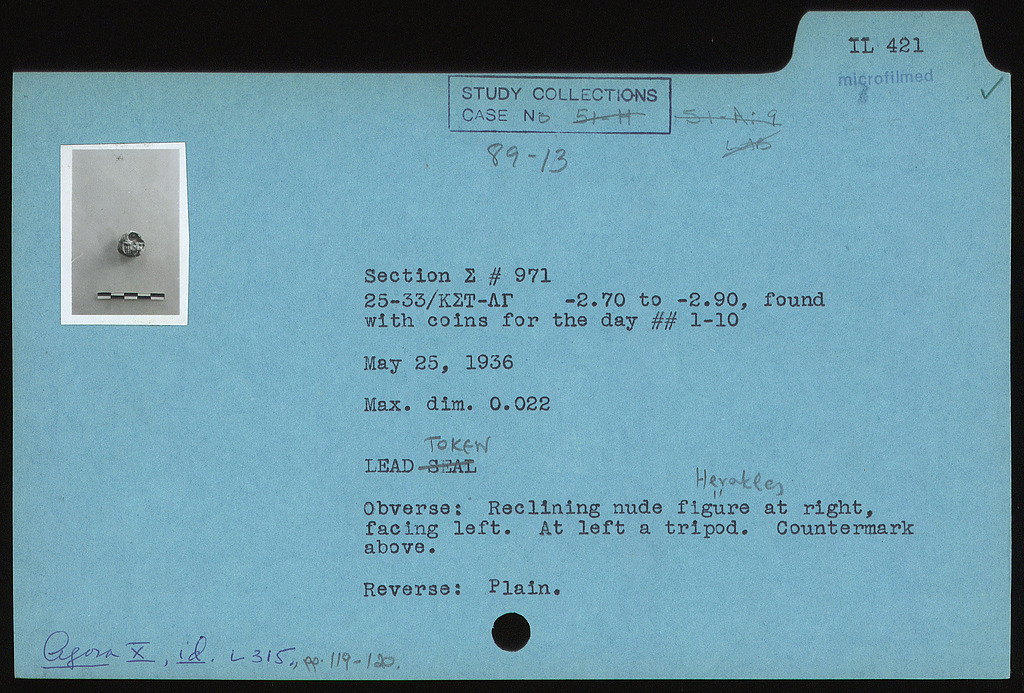 IL 421
microfilmed
STUDY COLLECTIONS
CASE No 51-H 51-A:9
LAB
89-13
Section Σ # 971
25-33/ΚΣΤ-ΛΓ -2.70 to -2.90, found
with coins for the day ## 1-10
May 25, 1936
Max. dim. 0.022
TOKEN
LEAD SEAL
Herakles
Obverse: Reclining nude figure at right,
facing left. At left a tripod. Countermark
above.
Reverse: Plain.
Agora X, id. L 315, pp. 119-120.